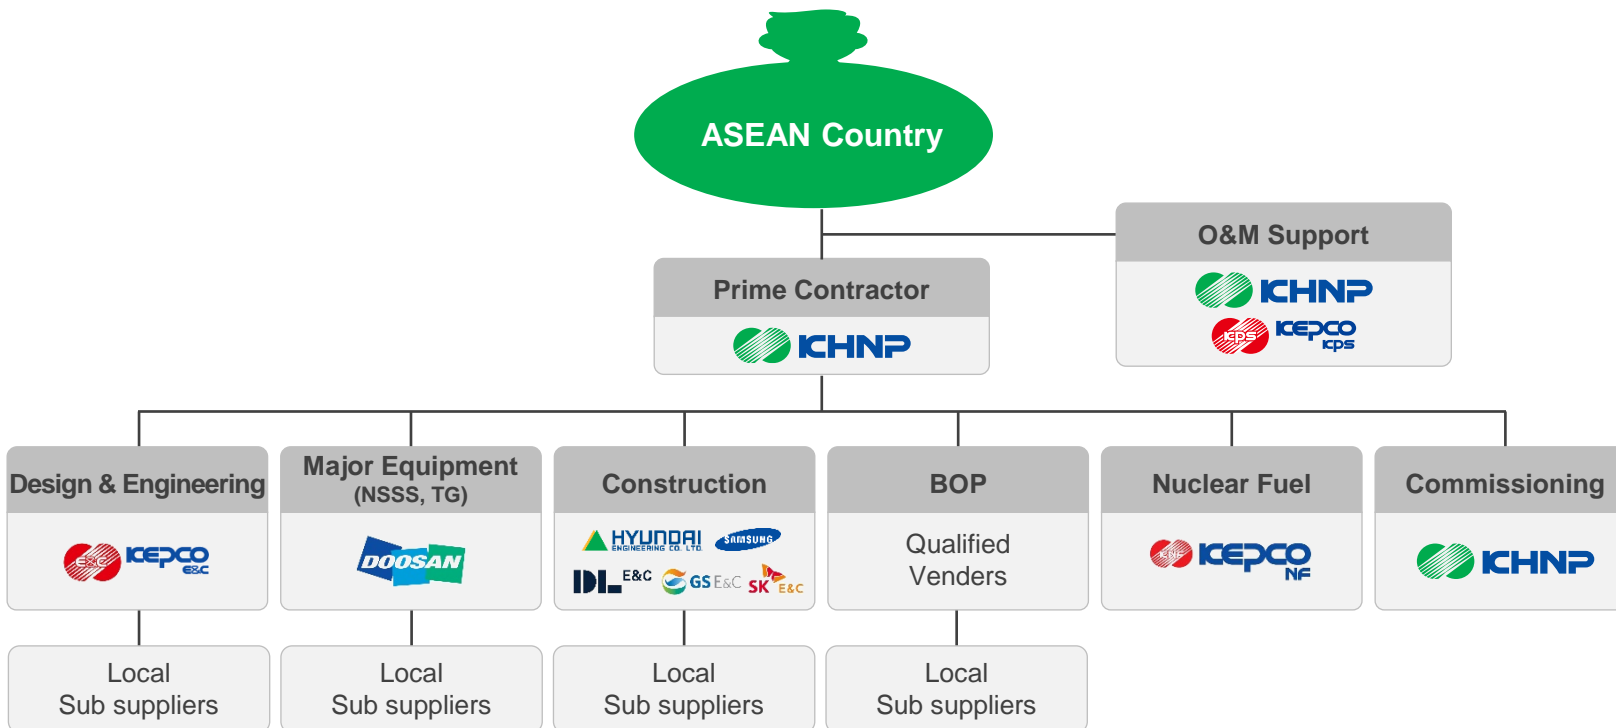 ASEAN Country
O&M Support
KHNP
KPS
KEPCO
KPS
Prime Contractor
KHNP
Design & Engineering
E&C
KEPCO
E&C
Local
Sub suppliers
Major Equipment
(NSSS, TG)
DOOSAN
Local
Sub suppliers
Construction
HYUNDAI
ENGINEERING CO. LTD.
SAMSUNG
DL E&C
GS E&C
SK E&C
Local
Sub suppliers
BOP
Qualified
Venders
Local
Sub suppliers
Nuclear Fuel
KNF
KEPCO
NF
Commissioning
KHNP